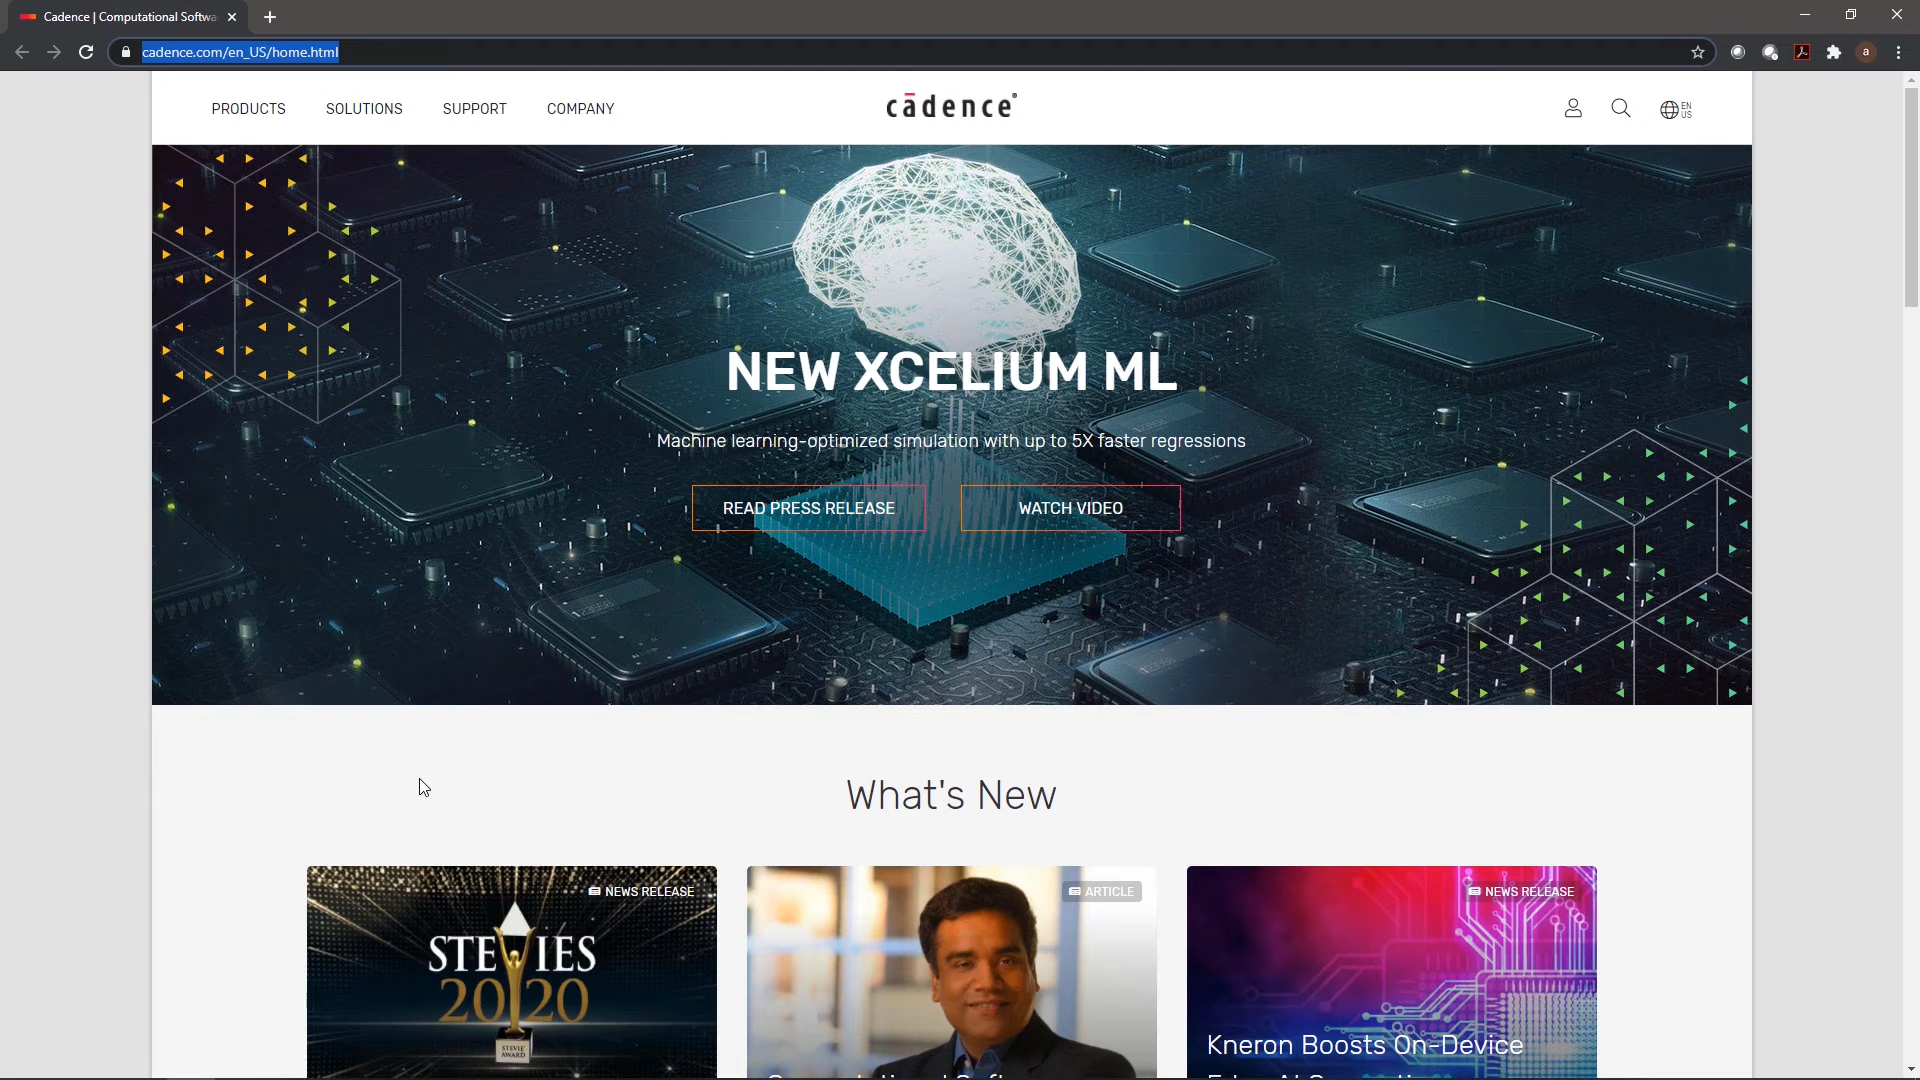 Cadence | Computational Softwa
cadence.com/en_US/home.html
a
PRODUCTS SOLUTIONS SUPPORT COMPANY
cādence®
EN
US
NEW XCELIUM ML
Machine learning-optimized simulation with up to 5X faster regressions
READ PRESS RELEASE WATCH VIDEO
What's New
NEWS RELEASE
STEVIES
2020
STEVIE
AWARD
ARTICLE
NEWS RELEASE
Kneron Boosts On-Device